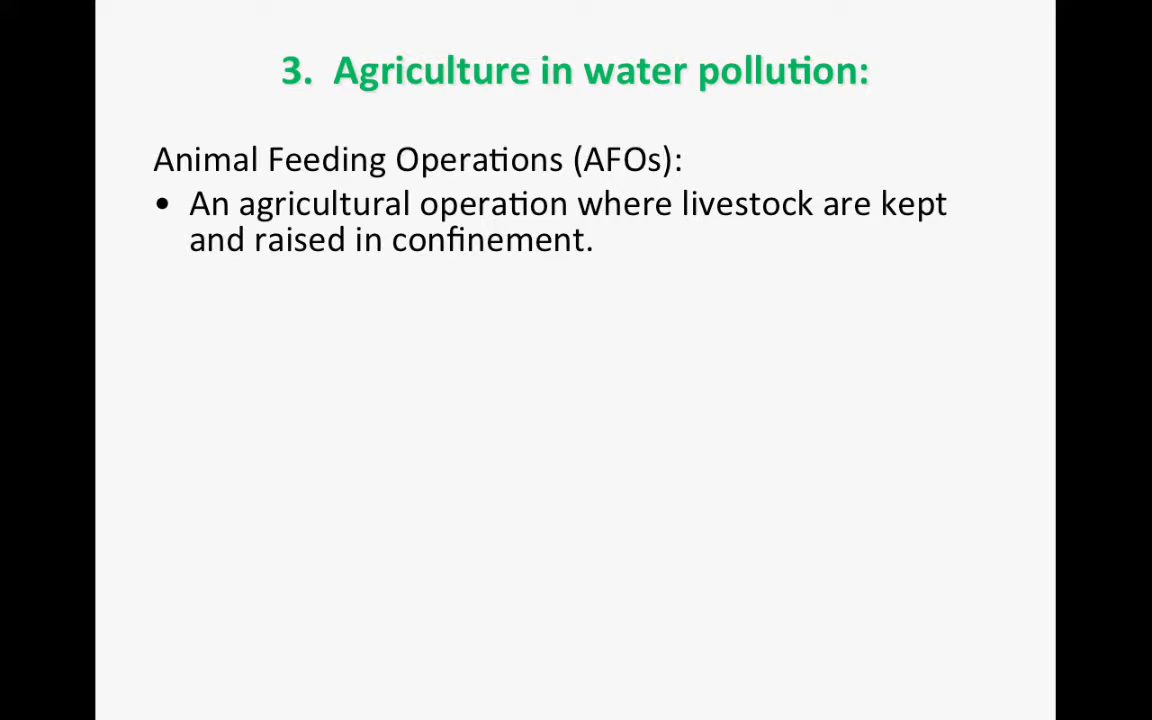 3. Agriculture in water pollution:
Animal Feeding Operations (AFOs):
• An agricultural operation where livestock are kept
and raised in confinement.